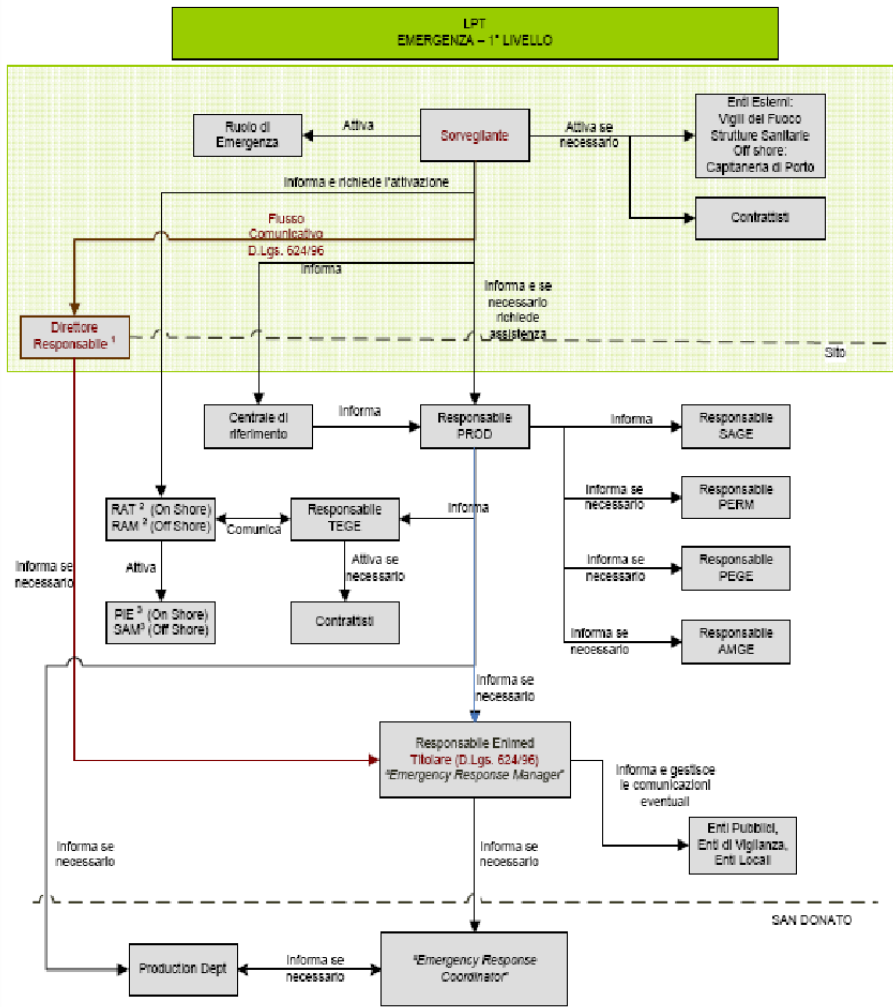 LPT
EMERGENZA – 1° LIVELLO
Ruolo di
Emergenza
Attiva
Sorvegliante
Attiva se
necessario
Enti Esterni:
Vigili del Fuoco
Strutture Sanitarie
Off shore:
Capitaneria di Porto
Contrattisti
Informa e richiede l'attivazione
Flusso
Comunicativo
D.Lgs. 624/96
Informa
Informa e se
necessario
richiede
assistenza
Direttore
Responsabile 1
Sito
Centrale di
riferimento
Informa
Responsabile
PROD
Informa
Responsabile
SAGE
RAT 2 (On Shore)
RAM 2 (Off Shore)
Comunica
Responsabile
TEGE
Informa
Informa se
necessario
Responsabile
PERM
Informa se
necessario
Attiva
Attiva se
necessario
Informa se
necessario
Responsabile
PEGE
PIE 3 (On Shore)
SAM3 (Off Shore)
Contrattisti
Informa se
necessario
Responsabile
AMGE
Informa se
necessario
Responsabile Enimed
Titolare (D.Lgs. 624/96)
"Emergency Response Manager"
Informa e gestisce
le comunicazioni
eventuali
Enti Pubblici,
Enti di Vigilanza,
Enti Locali
Informa se
necessario
Informa se
necessario
SAN DONATO
Production Dept
Informa se
necessario
"Emergency Response
Coordinator"